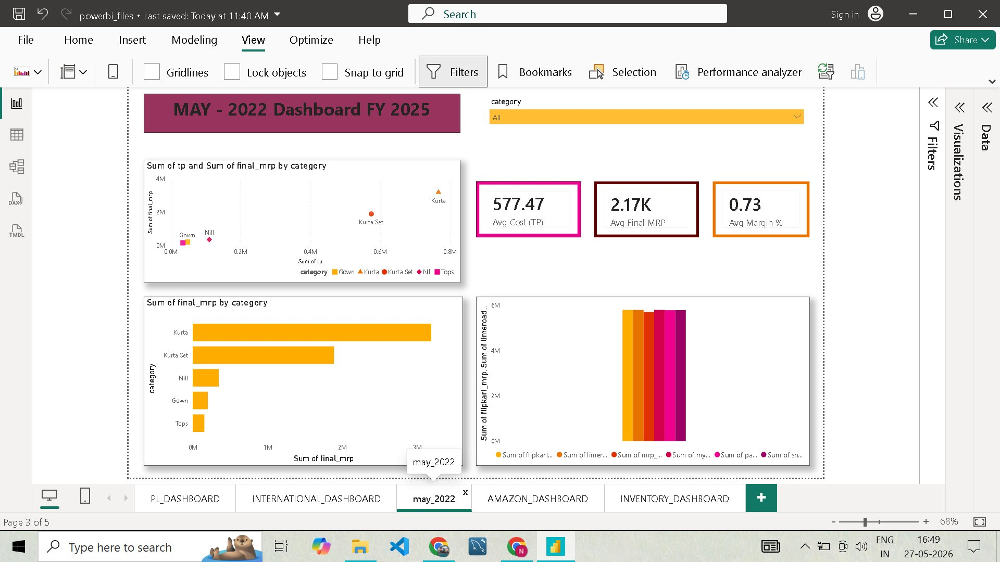 powerbi_files • Last saved: Today at 11:40 AM
Search
Sign in
File Home Insert Modeling View Optimize Help
Share
Gridlines Lock objects Snap to grid Filters Bookmarks Selection Performance analyzer
MAY - 2022 Dashboard FY 2025
category
All
Sum of tp and Sum of final_mrp by category
Sum of final_mrp
4M
2M
0M
Kurta
Kurta Set
Nill
Gown
0.0M 0.2M 0.4M 0.6M 0.8M
Sum of tp
category Gown Kurta Kurta Set Nill Tops
577.47
Avg Cost (TP)
2.17K
Avg Final MRP
0.73
Avg Margin %
Sum of final_mrp by category
category
Kurta
Kurta Set
Nill
Gown
Tops
0M 1M 2M 3M
Sum of final_mrp
may_2022
Sum of flipkart_mrp, Sum of limeroad...
6M
4M
2M
0M
Sum of flipkart... Sum of limer... Sum of mrp_... Sum of my... Sum of pa... Sum of sn...
Filters
Visualizations
Data
DAX
TMDL
PL_DASHBOARD INTERNATIONAL_DASHBOARD may_2022 x AMAZON_DASHBOARD INVENTORY_DASHBOARD +
Page 3 of 5
- + 68%
Type here to search
N
ENG
IN
16:49
27-05-2026